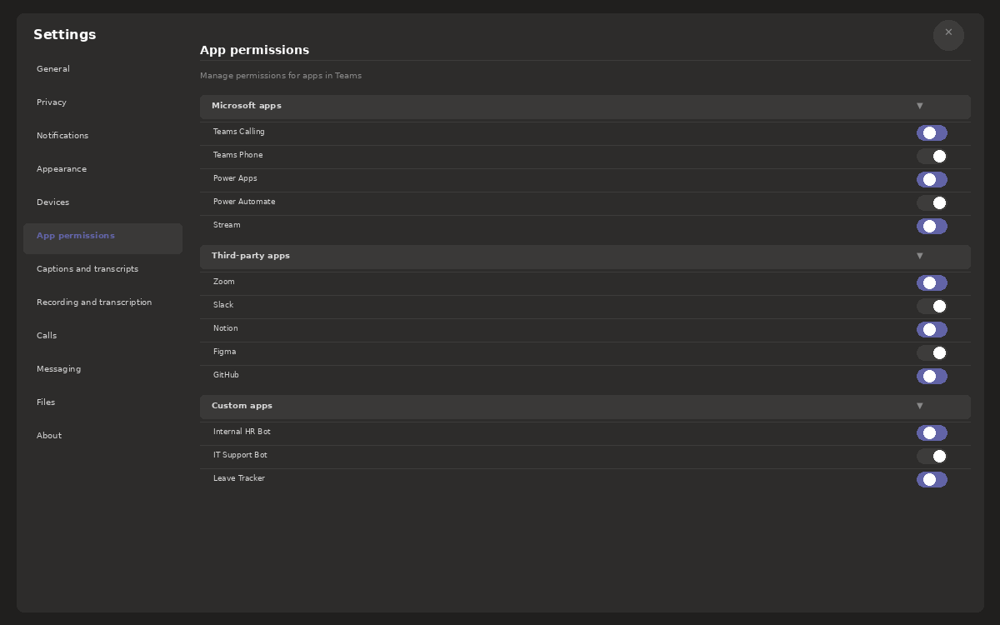 Settings
General
Privacy
Notifications
Appearance
Devices
App permissions
Captions and transcripts
Recording and transcription
Calls
Messaging
Files
About
App permissions
Manage permissions for apps in Teams
Microsoft apps
Teams Calling
Teams Phone
Power Apps
Power Automate
Stream
Third-party apps
Zoom
Slack
Notion
Figma
GitHub
Custom apps
Internal HR Bot
IT Support Bot
Leave Tracker